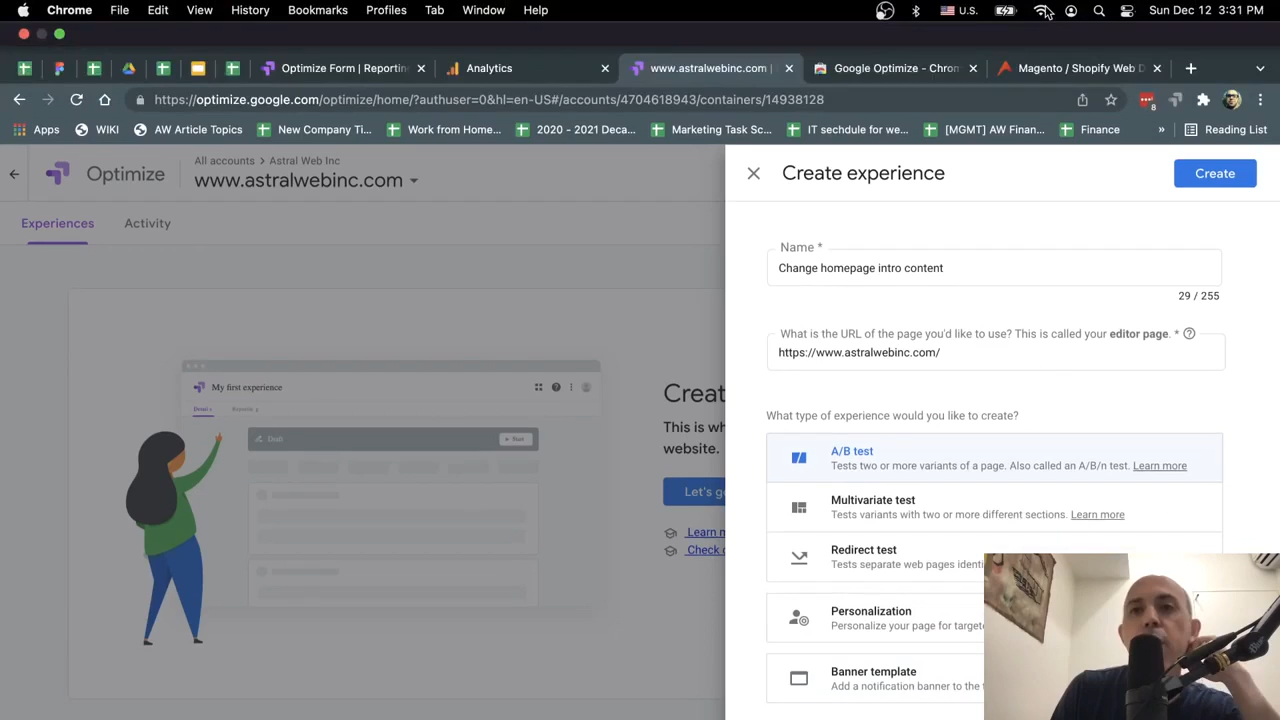 Chrome File Edit View History Bookmarks Profiles Tab Window Help U.S. Sun Dec 12 3:31 PM
Optimize Form | Reportin Analytics www.astralwebinc.com | Google Optimize - Chrom Magento / Shopify Web D
https://optimize.google.com/optimize/home/?authuser=0&hl=en-US#/accounts/4704618943/containers/14938128 8
Apps WIKI AW Article Topics New Company Ti... Work from Home... 2020 - 2021 Deca... Marketing Task Sc... IT sechdule for we... [MGMT] AW Finan... Finance » Reading List
Optimize
All accounts > Astral Web Inc
www.astralwebinc.com
Experiences Activity
My first experience
Draft
Creat
This is wh
website.
Let's g
Learn m
Check o
Create experience
Create
Name *
Change homepage intro content
29 / 255
What is the URL of the page you'd like to use? This is called your editor page. *
https://www.astralwebinc.com/
What type of experience would you like to create?
A/B test
Tests two or more variants of a page. Also called an A/B/n test. Learn more
Multivariate test
Tests variants with two or more different sections. Learn more
Redirect test
Tests separate web pages identi
Personalization
Personalize your page for targete
Banner template
Add a notification banner to the t